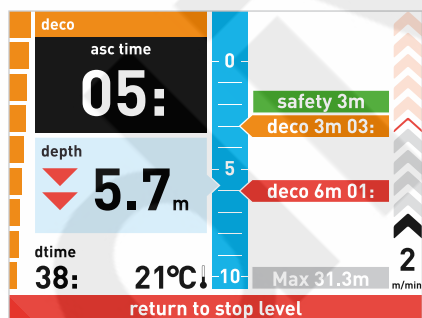 deco
asc time
05:
depth
5.7 m
dtime
38: 21°C
0
5
10
safety 3m
deco 3m 03:
deco 6m 01:
Max 31.3m
2
m/min
return to stop level